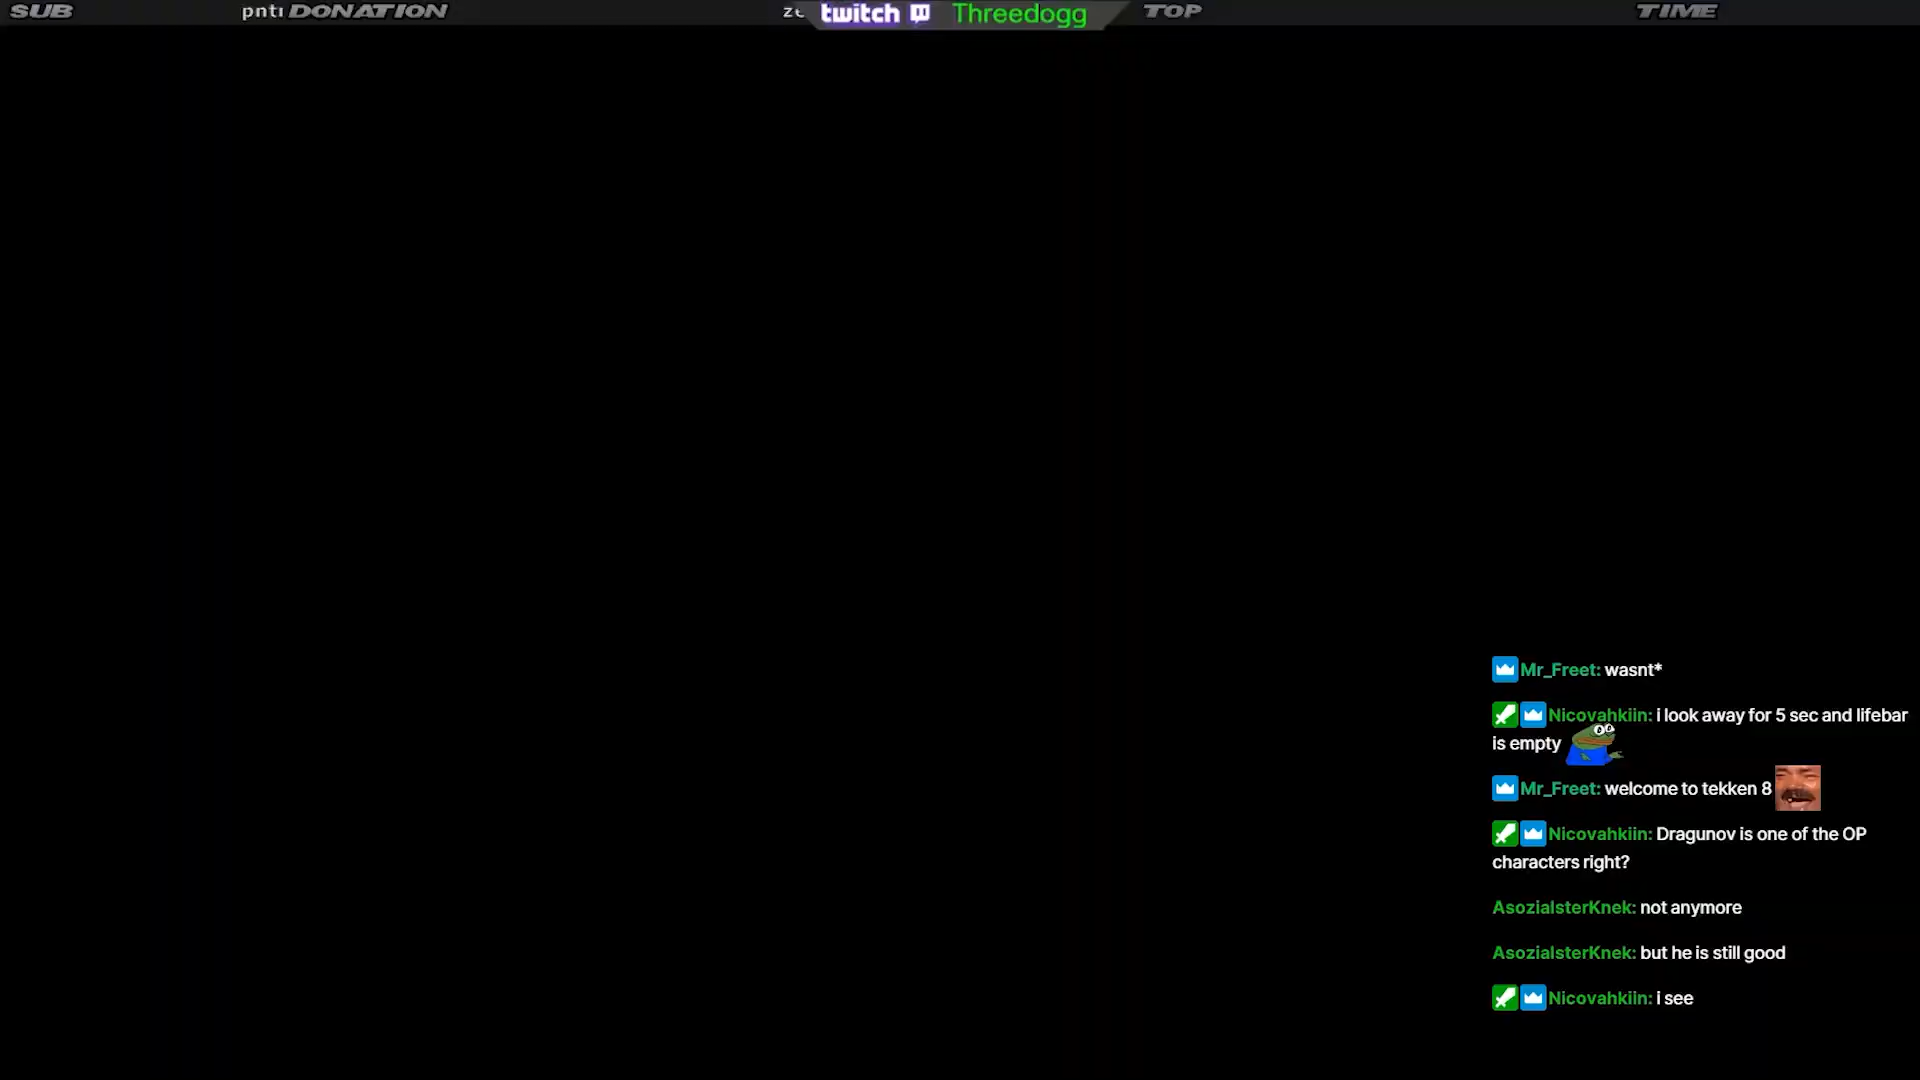 SUB
DONATION
twitch Threedogg
TOP
TIME
Mr_Freet: wasnt*
Nicovahkiin: i look away for 5 sec and lifebar
is empty
Mr_Freet: welcome to tekken 8
Nicovahkiin: Dragunov is one of the OP
characters right?
AsozialsterKnek: not anymore
AsozialsterKnek: but he is still good
Nicovahkiin: i see